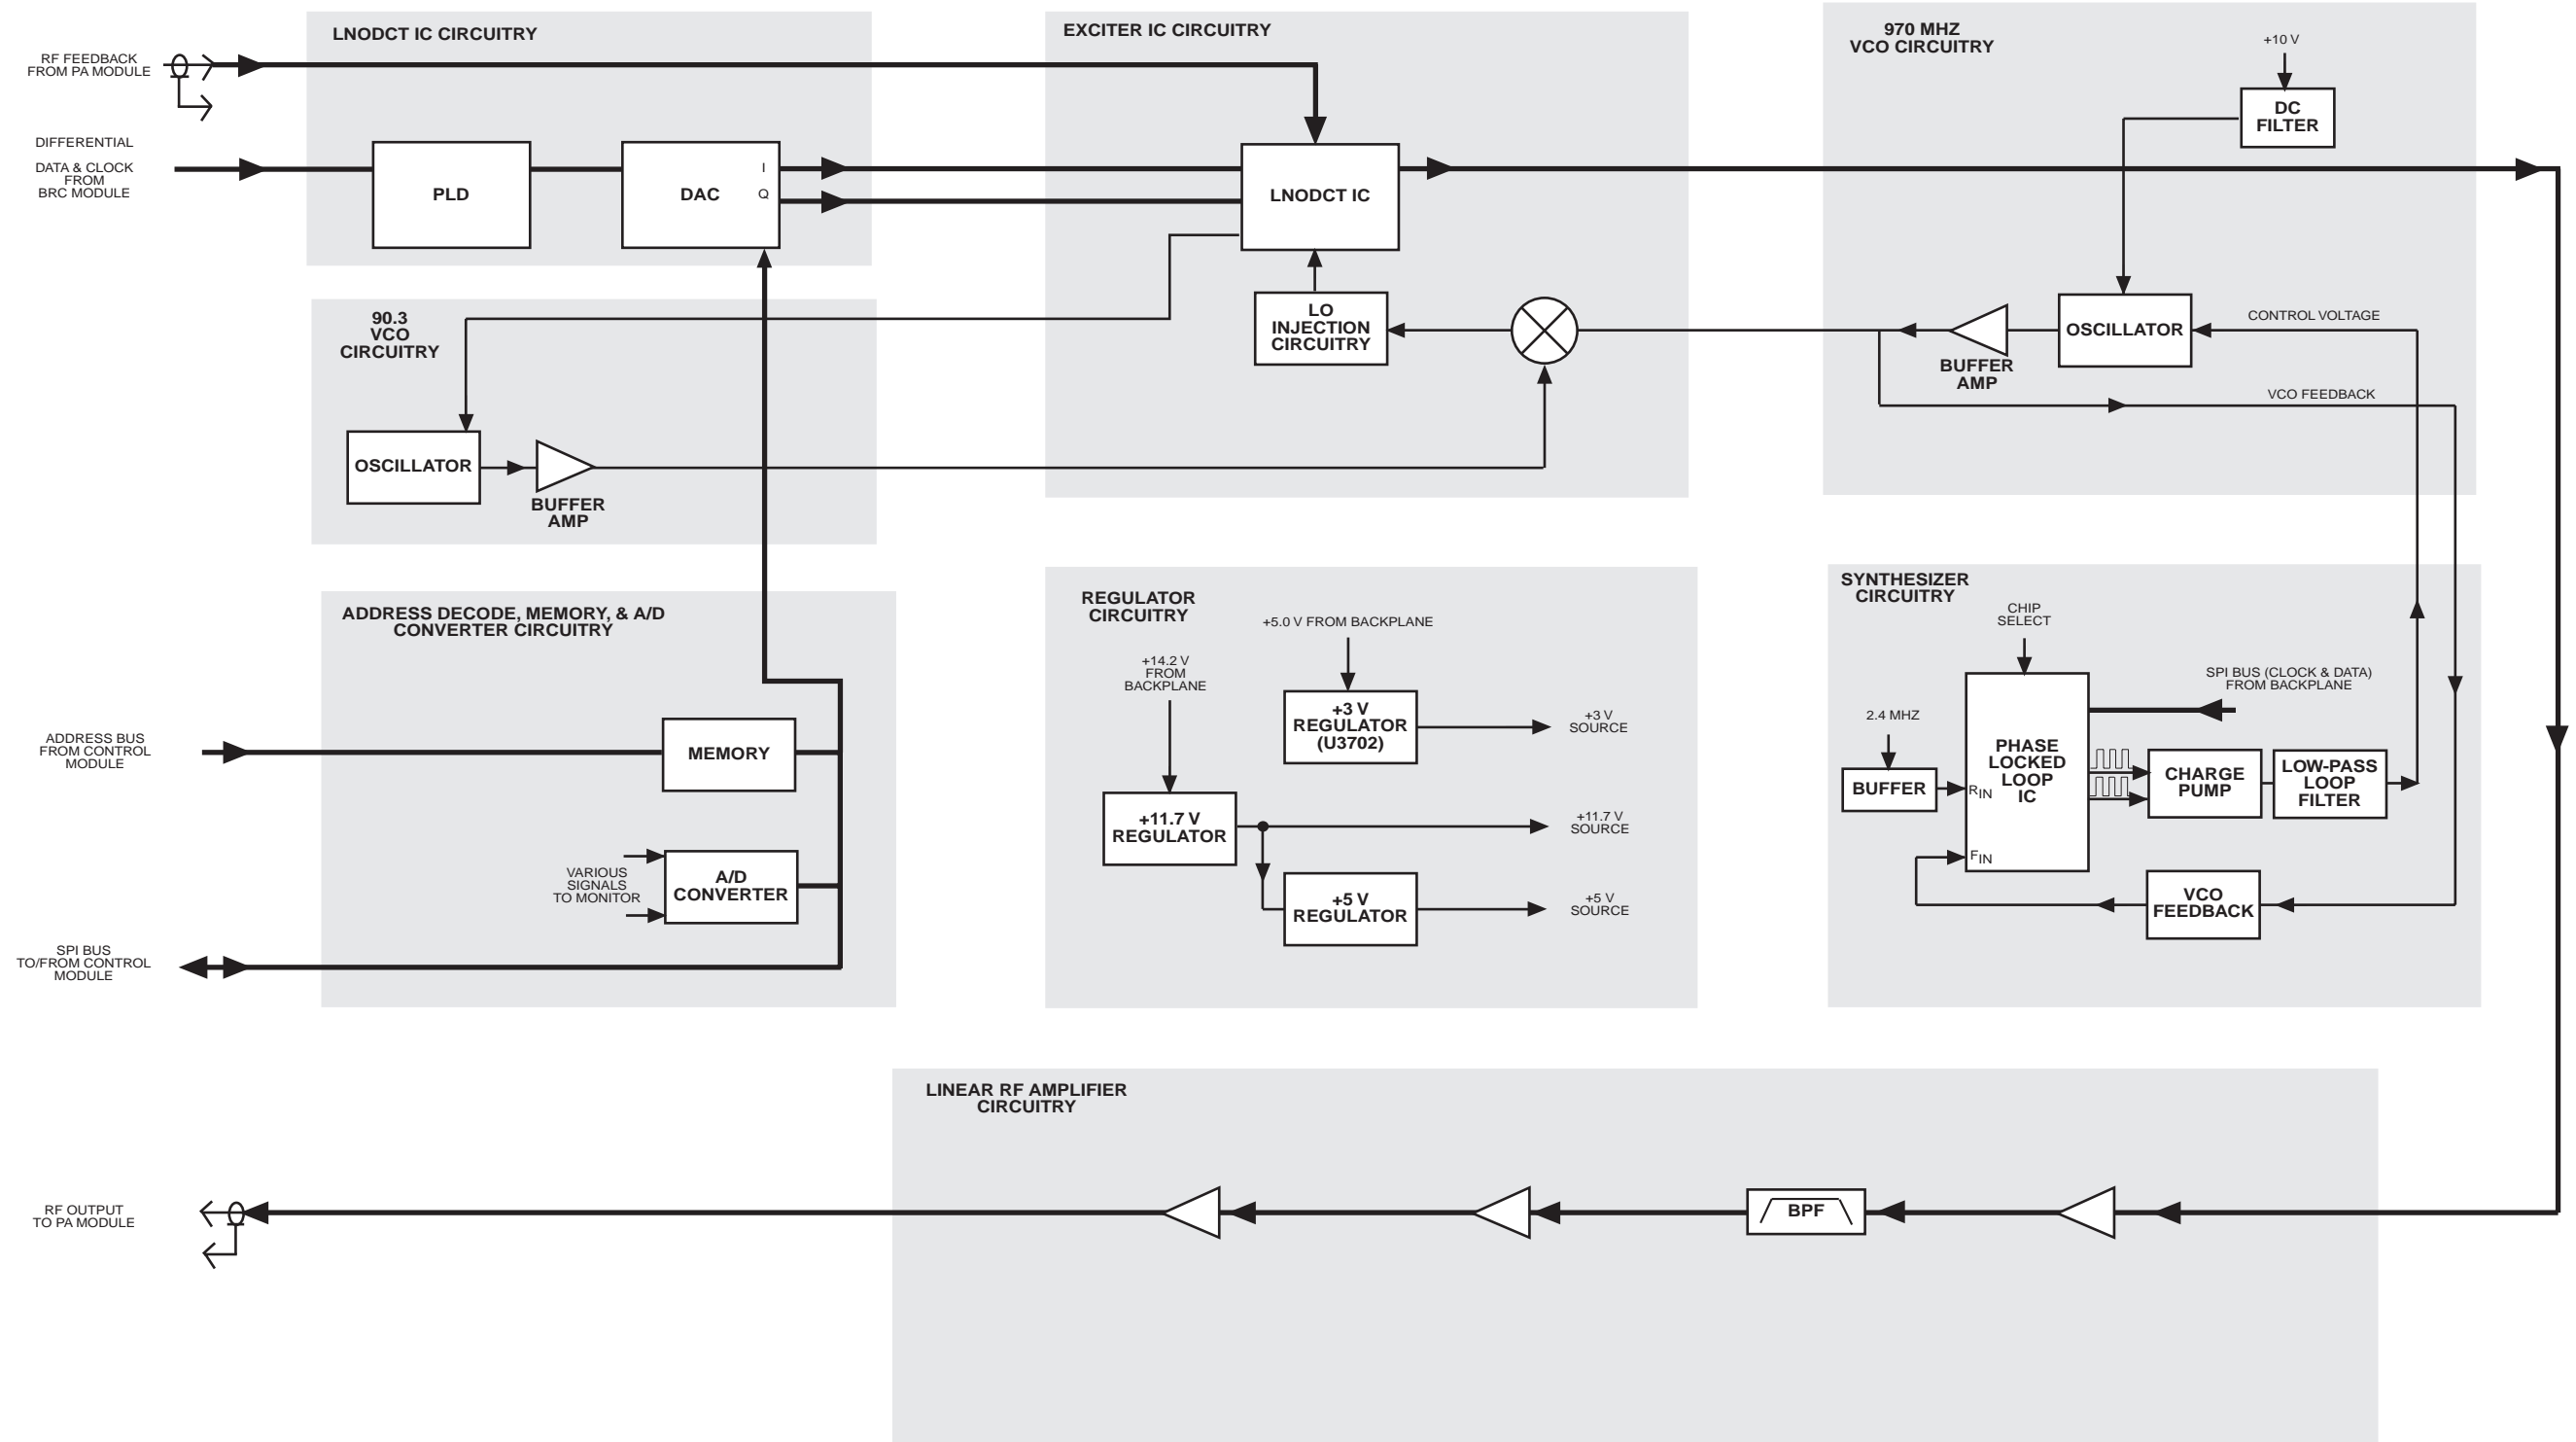 LNODCT IC CIRCUITRY
RF FEEDBACK
FROM PA MODULE
DIFFERENTIAL
DATA & CLOCK
FROM
BRC MODULE
PLD
DAC
I
Q
EXCITER IC CIRCUITRY
LNODCT IC
LO
INJECTION
CIRCUITRY
970 MHZ
VCO CIRCUITRY
+10 V
DC
FILTER
OSCILLATOR
CONTROL VOLTAGE
BUFFER
AMP
VCO FEEDBACK
90.3
VCO
CIRCUITRY
OSCILLATOR
BUFFER
AMP
ADDRESS DECODE, MEMORY, & A/D
CONVERTER CIRCUITRY
ADDRESS BUS
FROM CONTROL
MODULE
MEMORY
VARIOUS
SIGNALS
TO MONITOR
A/D
CONVERTER
SPI BUS
TO/FROM CONTROL
MODULE
REGULATOR
CIRCUITRY
+5.0 V FROM BACKPLANE
+14.2 V
FROM
BACKPLANE
+3 V
REGULATOR
(U3702)
+3 V
SOURCE
+11.7 V
REGULATOR
+11.7 V
SOURCE
+5 V
REGULATOR
+5 V
SOURCE
SYNTHESIZER
CIRCUITRY
CHIP
SELECT
SPI BUS (CLOCK & DATA)
FROM BACKPLANE
2.4 MHZ
BUFFER
RIN
PHASE
LOCKED
LOOP
IC
FIN
CHARGE
PUMP
LOW-PASS
LOOP
FILTER
VCO
FEEDBACK
LINEAR RF AMPLIFIER
CIRCUITRY
RF OUTPUT
TO PA MODULE
BPF